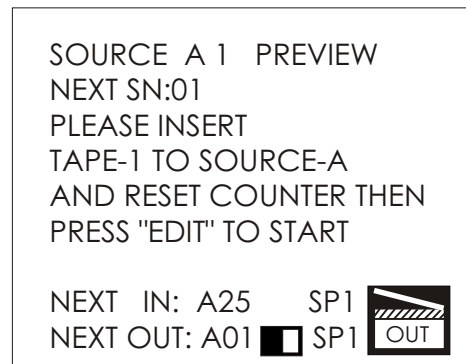 SOURCE A 1 PREVIEW
NEXT SN:01
PLEASE INSERT
TAPE-1 TO SOURCE-A
AND RESET COUNTER THEN
PRESS "EDIT" TO START
NEXT IN: A25 SP1
NEXT OUT: A01 SP1 OUT